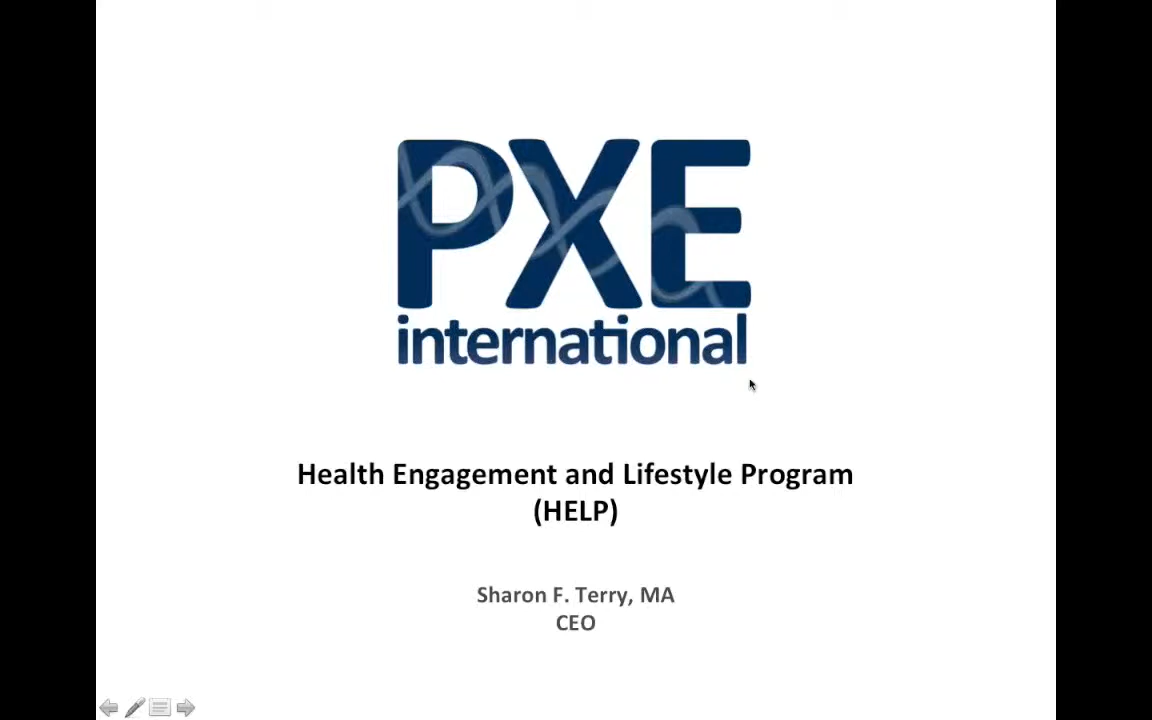 PXE
international
Health Engagement and Lifestyle Program
(HELP)
Sharon F. Terry, MA
CEO